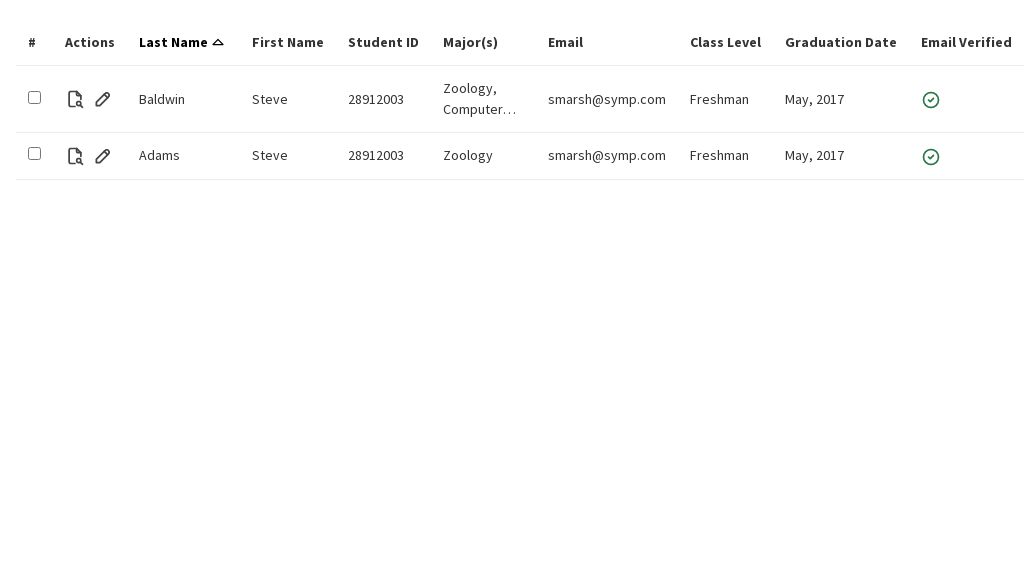 # Actions Last Name First Name Student ID Major(s) Email Class Level Graduation Date Email Verified
Baldwin Steve 28912003 Zoology, Computer… smarsh@symp.com Freshman May, 2017
Adams Steve 28912003 Zoology smarsh@symp.com Freshman May, 2017